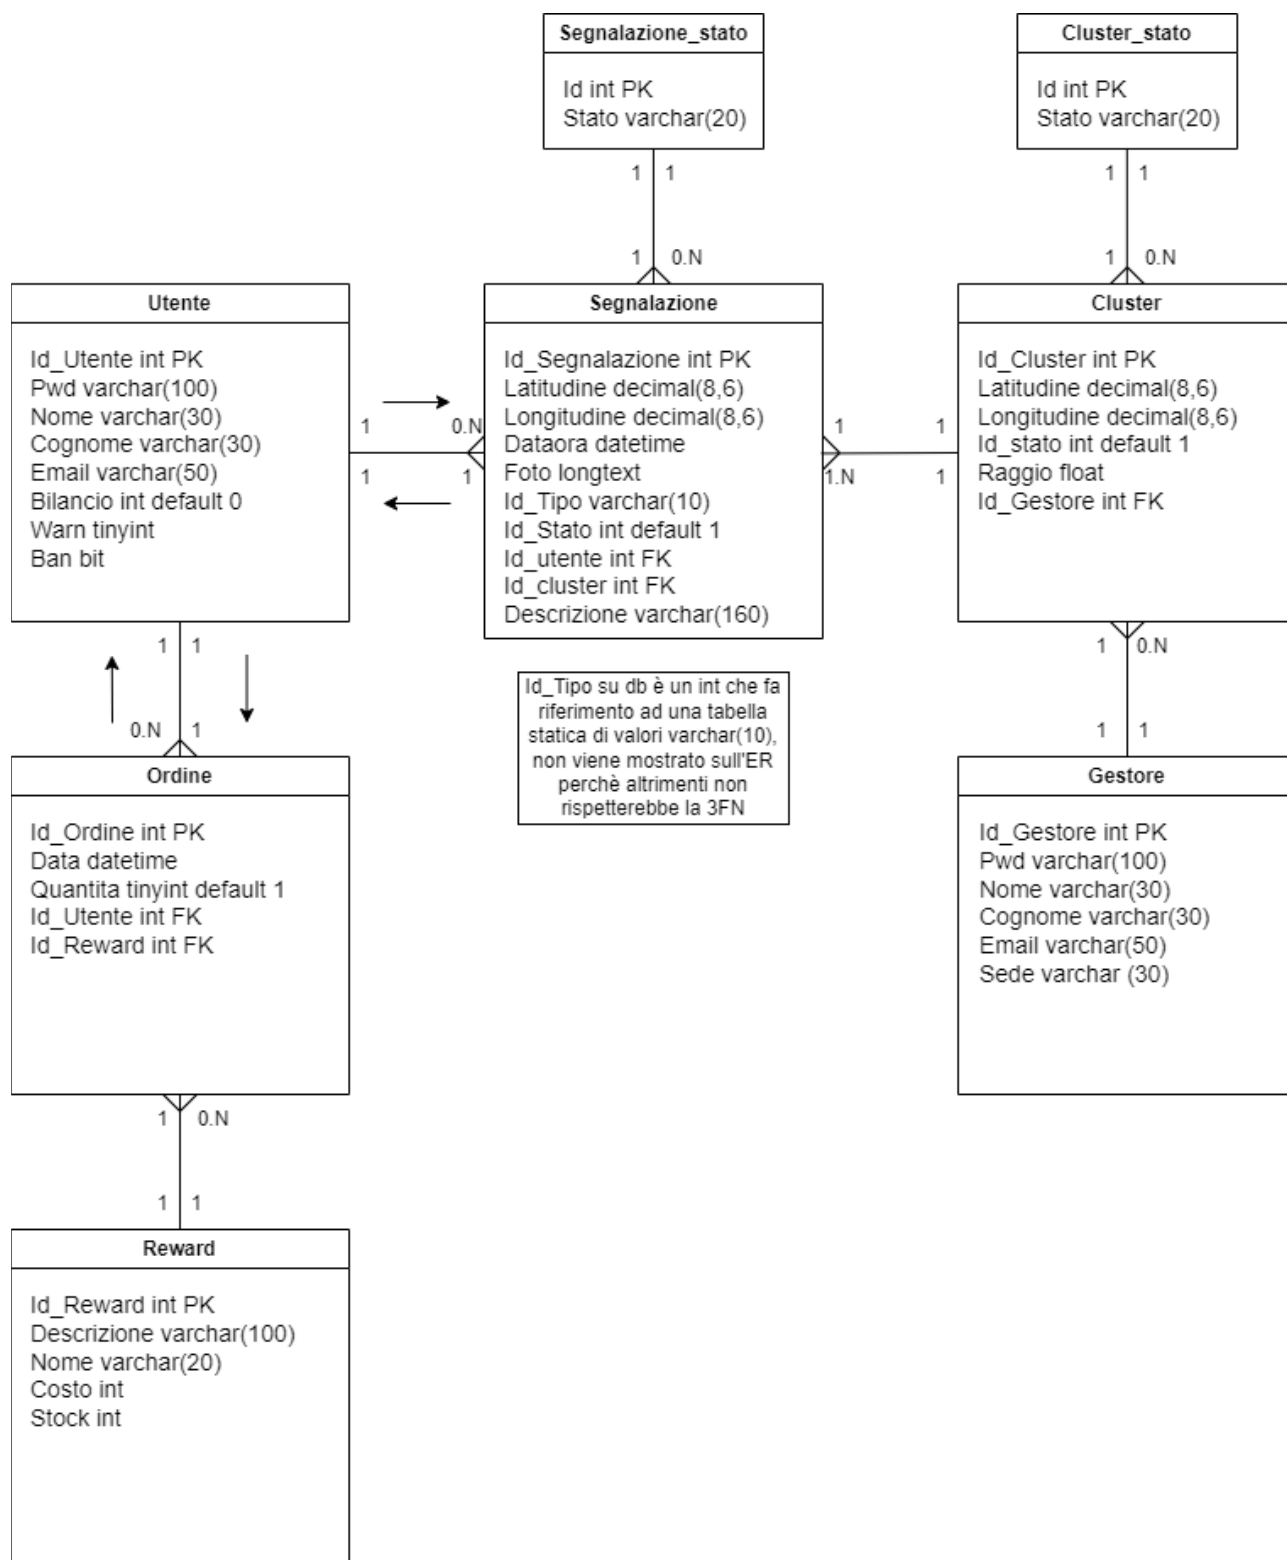 Segnalazione_stato
Id int PK
Stato varchar(20)
Cluster_stato
Id int PK
Stato varchar(20)
1 1
1 0.N
1 1
1 0.N
Utente
Id_Utente int PK
Pwd varchar(100)
Nome varchar(30)
Cognome varchar(30)
Email varchar(50)
Bilancio int default 0
Warn tinyint
Ban bit
1 0.N
1 1
Segnalazione
Id_Segnalazione int PK
Latitudine decimal(8,6)
Longitudine decimal(8,6)
Dataora datetime
Foto longtext
Id_Tipo varchar(10)
Id_Stato int default 1
Id_utente int FK
Id_cluster int FK
Descrizione varchar(160)
1 1
1.N 1
Cluster
Id_Cluster int PK
Latitudine decimal(8,6)
Longitudine decimal(8,6)
Id_stato int default 1
Raggio float
Id_Gestore int FK
1 1
0.N 1
Id_Tipo su db è un int che fa
riferimento ad una tabella
statica di valori varchar(10),
non viene mostrato sull'ER
perchè altrimenti non
rispetterebbe la 3FN
1 0.N
1 1
Ordine
Id_Ordine int PK
Data datetime
Quantita tinyint default 1
Id_Utente int FK
Id_Reward int FK
Gestore
Id_Gestore int PK
Pwd varchar(100)
Nome varchar(30)
Cognome varchar(30)
Email varchar(50)
Sede varchar (30)
1 0.N
1 1
Reward
Id_Reward int PK
Descrizione varchar(100)
Nome varchar(20)
Costo int
Stock int